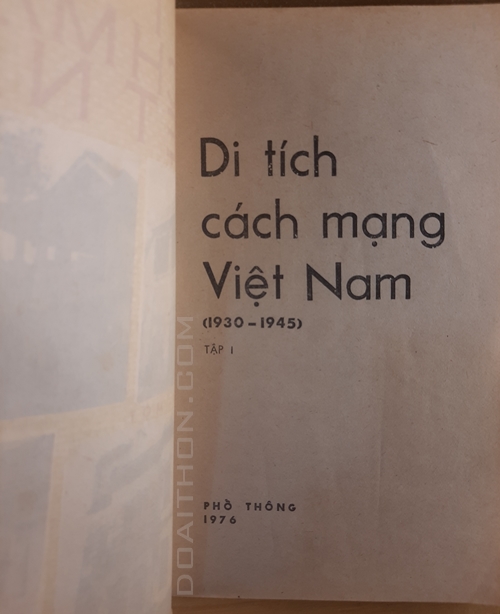 Di tích
cách mạng
Việt Nam
(1930 – 1945)
TẬP I
PHỔ THÔNG
1976
DOAITHON.COM